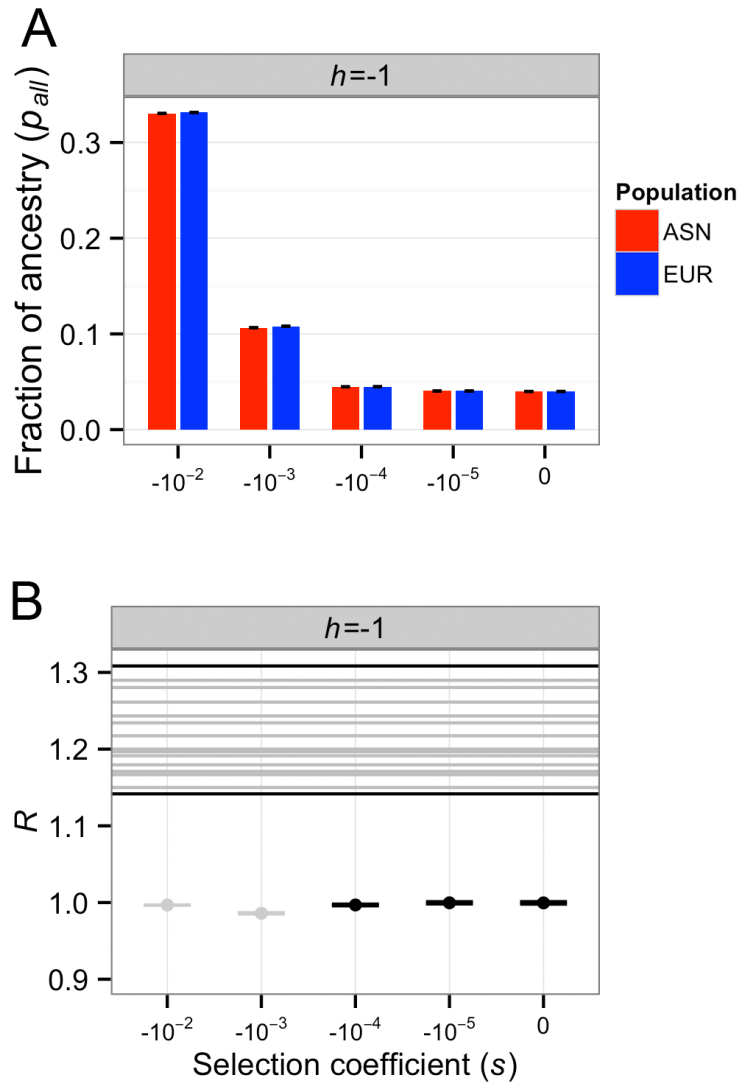 A
h=-1
Fraction of ancestry (p_all)
0.3
0.2
0.1
0.0
-10⁻² -10⁻³ -10⁻⁴ -10⁻⁵ 0
Population
ASN
EUR
B
h=-1
R
1.3
1.2
1.1
1.0
0.9
-10⁻² -10⁻³ -10⁻⁴ -10⁻⁵ 0
Selection coefficient (s)